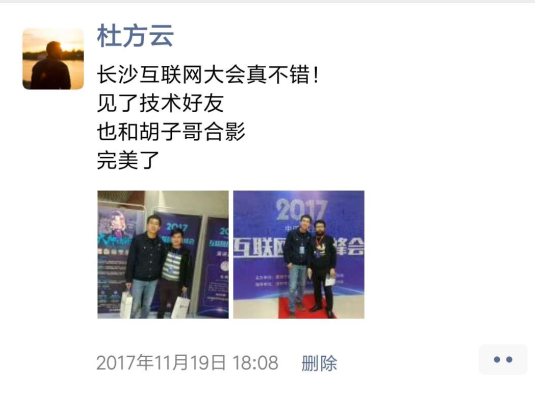 杜方云
长沙互联网大会真不错！
见了技术好友
也和胡子哥合影
完美了
2017
互联网
2017
互联网 峰会
2017年11月19日 18:08 删除